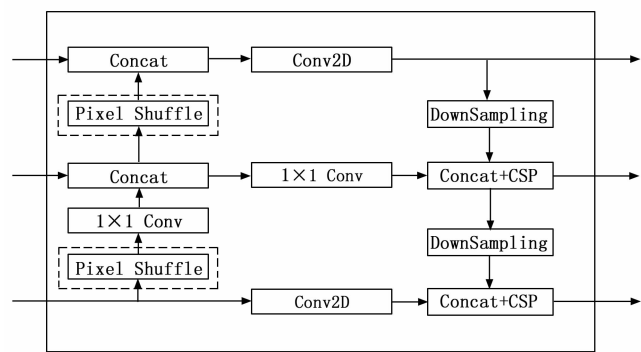 Concat
Conv2D
Pixel Shuffle
DownSampling
Concat
1×1 Conv
Concat+CSP
1×1 Conv
DownSampling
Pixel Shuffle
Conv2D
Concat+CSP